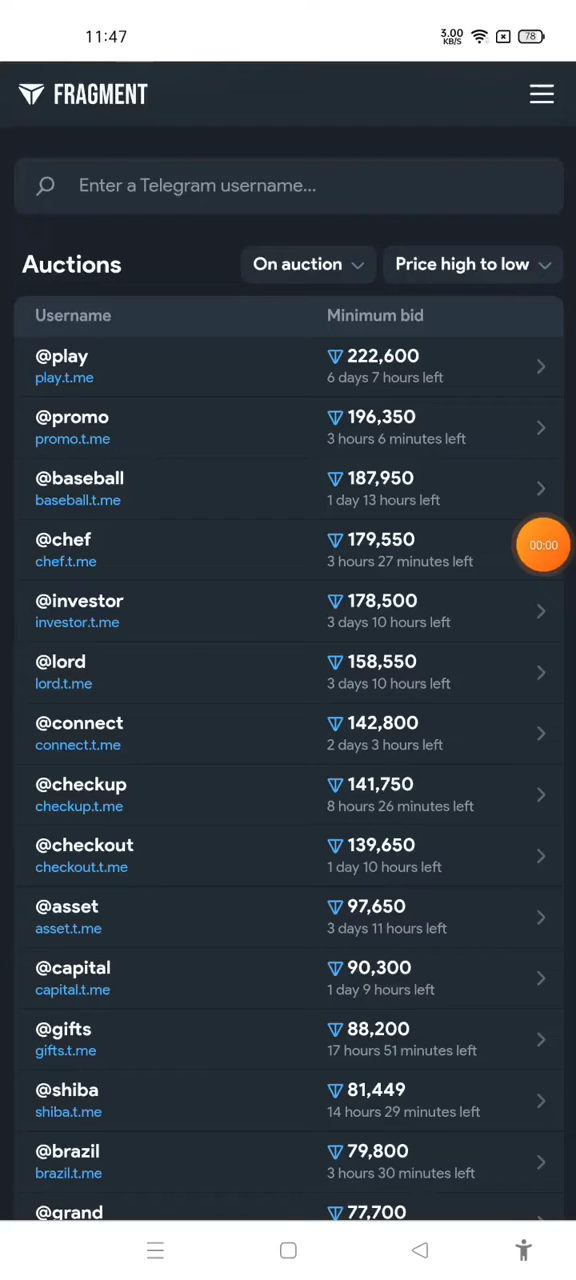 11:47
3.00
KB/S
78
FRAGMENT
Enter a Telegram username...
Auctions
On auction
Price high to low
Username
Minimum bid
@play
222,600
play.t.me
6 days 7 hours left
@promo
196,350
promo.t.me
3 hours 6 minutes left
@baseball
187,950
baseball.t.me
1 day 13 hours left
@chef
179,550
chef.t.me
3 hours 27 minutes left
00:00
@investor
178,500
investor.t.me
3 days 10 hours left
@lord
158,550
lord.t.me
3 days 10 hours left
@connect
142,800
connect.t.me
2 days 3 hours left
@checkup
141,750
checkup.t.me
8 hours 26 minutes left
@checkout
139,650
checkout.t.me
1 day 10 hours left
@asset
97,650
asset.t.me
3 days 11 hours left
@capital
90,300
capital.t.me
1 day 9 hours left
@gifts
88,200
gifts.t.me
17 hours 51 minutes left
@shiba
81,449
shiba.t.me
14 hours 29 minutes left
@brazil
79,800
brazil.t.me
3 hours 30 minutes left
@grand
77,700